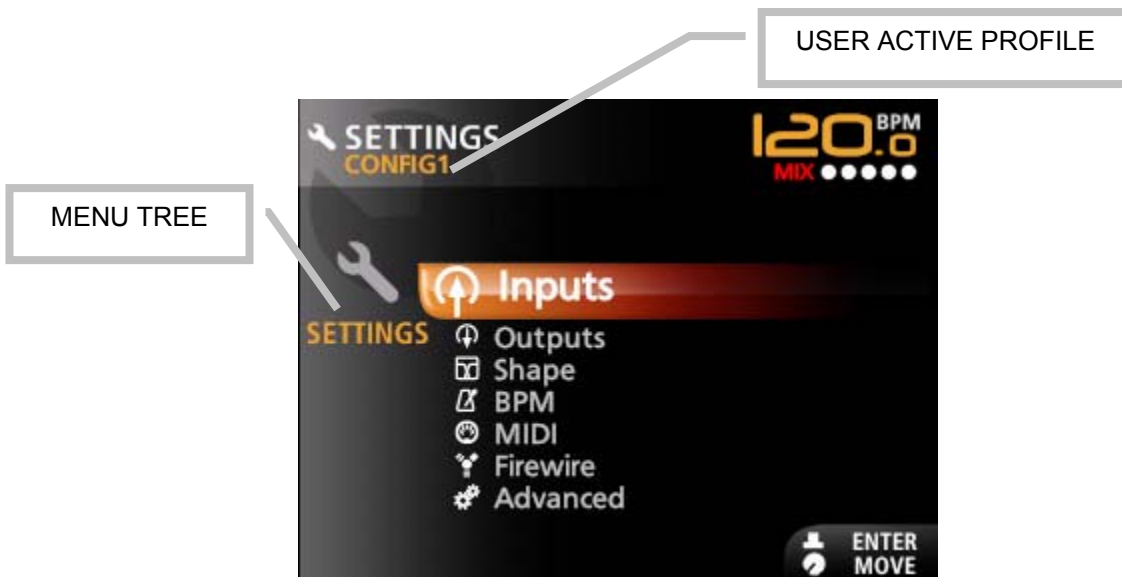 USER ACTIVE PROFILE
SETTINGS
CONFIG1
120.0 BPM
MIX
MENU TREE
SETTINGS
Inputs
Outputs
Shape
BPM
MIDI
Firewire
Advanced
ENTER
MOVE